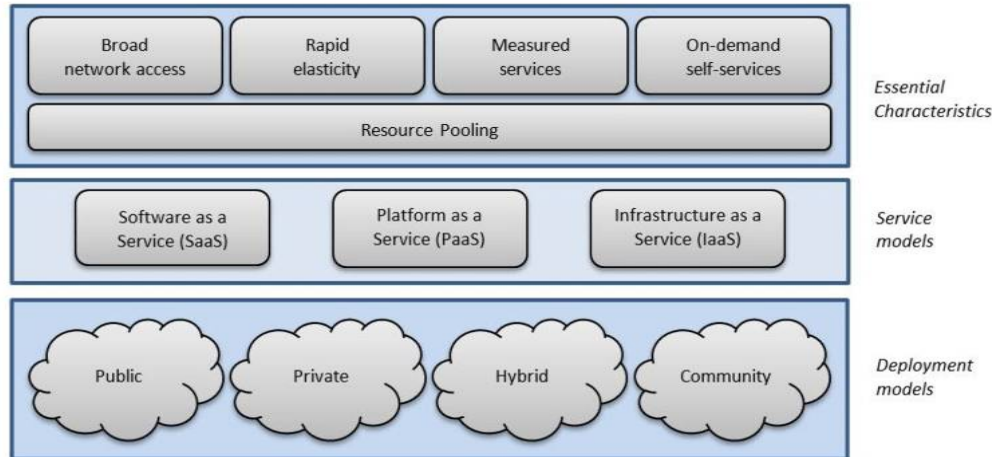 Broad
network access
Rapid
elasticity
Measured
services
On-demand
self-services
Resource Pooling
Essential
Characteristics
Software as a
Service (SaaS)
Platform as a
Service (PaaS)
Infrastructure as a
Service (IaaS)
Service
models
Public
Private
Hybrid
Community
Deployment
models